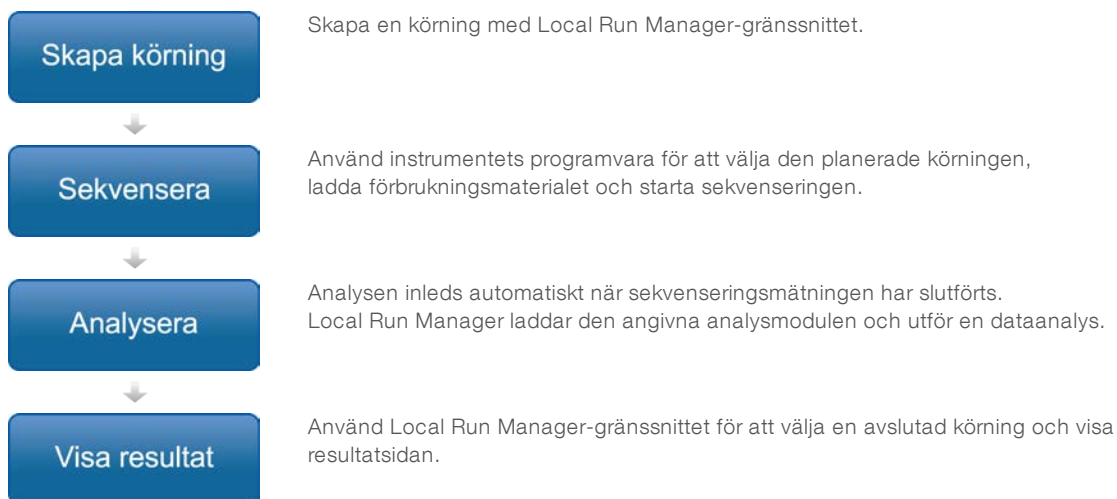 Skapa körning
Skapa en körning med Local Run Manager-gränssnittet.
Sekvensera
Använd instrumentets programvara för att välja den planerade körningen,
ladda förbrukningsmaterialet och starta sekvenseringen.
Analysera
Analysen inleds automatiskt när sekvenseringsmätningen har slutförts.
Local Run Manager laddar den angivna analysmodulen och utför en dataanalys.
Visa resultat
Använd Local Run Manager-gränssnittet för att välja en avslutad körning och visa
resultatsidan.